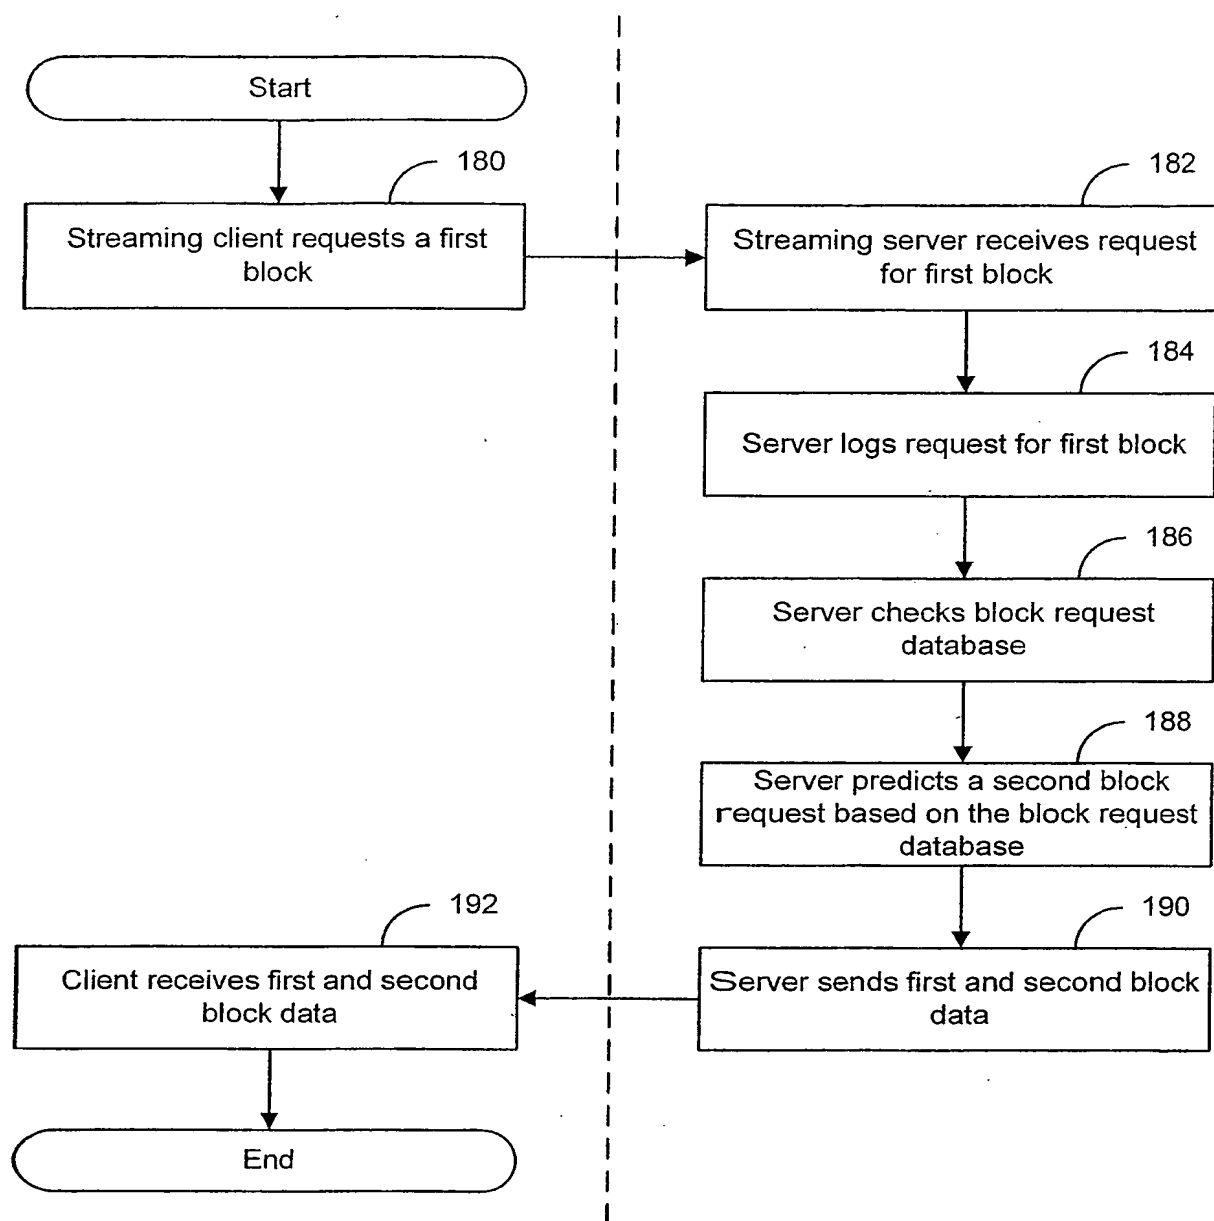 Start
180
Streaming client requests a first
block
182
Streaming server receives request
for first block
184
Server logs request for first block
186
Server checks block request
database
188
Server predicts a second block
request based on the block request
database
190
Server sends first and second block
data
192
Client receives first and second
block data
End